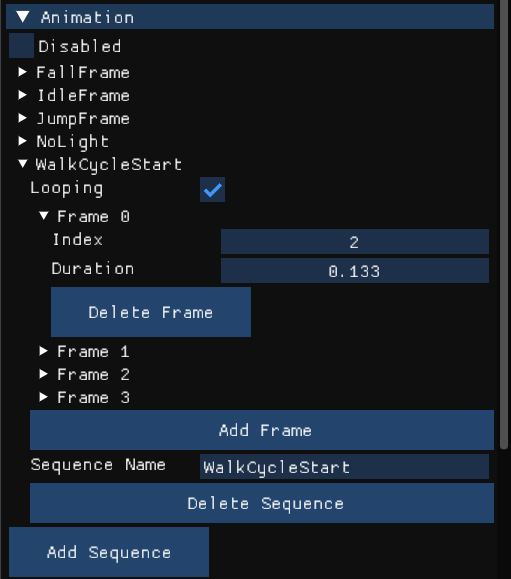 Animation
Disabled
FallFrame
IdleFrame
JumpFrame
NoLight
WalkCycleStart
Looping
Frame 0
Index 2
Duration 0.133
Delete Frame
Frame 1
Frame 2
Frame 3
Add Frame
Sequence Name WalkCycleStart
Delete Sequence
Add Sequence